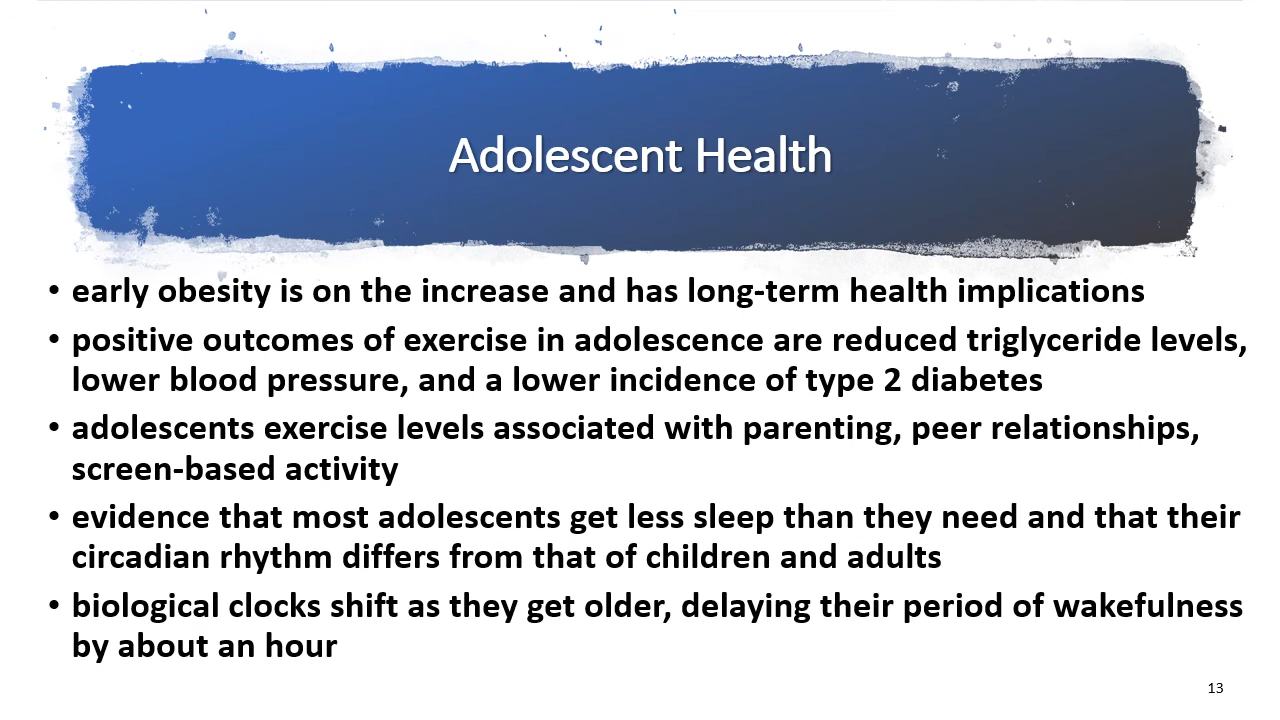 Adolescent Health
• early obesity is on the increase and has long-term health implications
• positive outcomes of exercise in adolescence are reduced triglyceride levels,
lower blood pressure, and a lower incidence of type 2 diabetes
• adolescents exercise levels associated with parenting, peer relationships,
screen-based activity
• evidence that most adolescents get less sleep than they need and that their
circadian rhythm differs from that of children and adults
• biological clocks shift as they get older, delaying their period of wakefulness
by about an hour
13